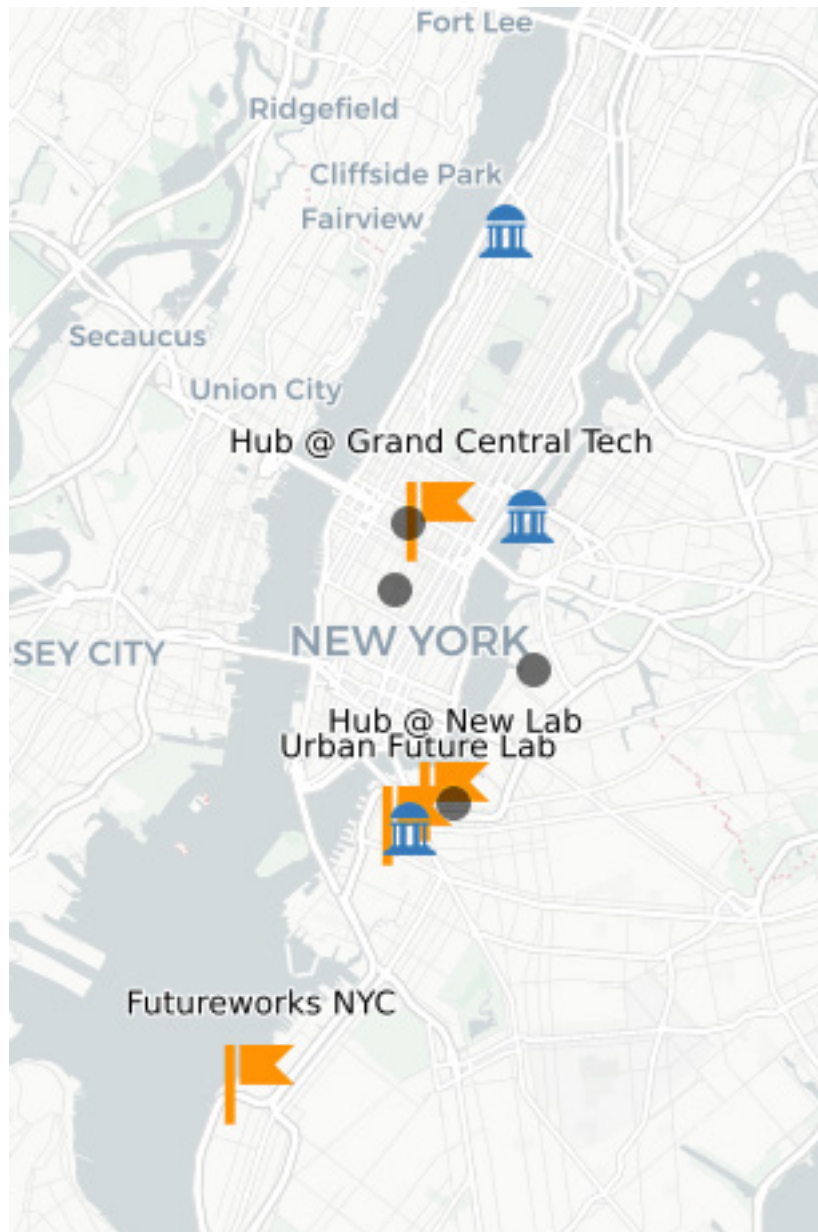 Fort Lee
Ridgefield
Cliffside Park
Fairview
Secaucus
Union City
Hub @ Grand Central Tech
NEW YORK
SEY CITY
Hub @ New Lab
Urban Future Lab
Futureworks NYC